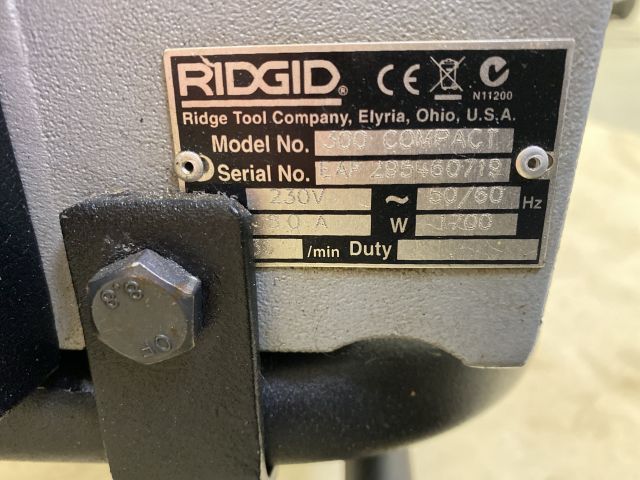 RIDGID® CE
N11200
Ridge Tool Company, Elyria, Ohio, U.S.A.
Model No. 300 COMPACT
Serial No.
230V ~ 50/60 Hz
A W
/min Duty
8.8